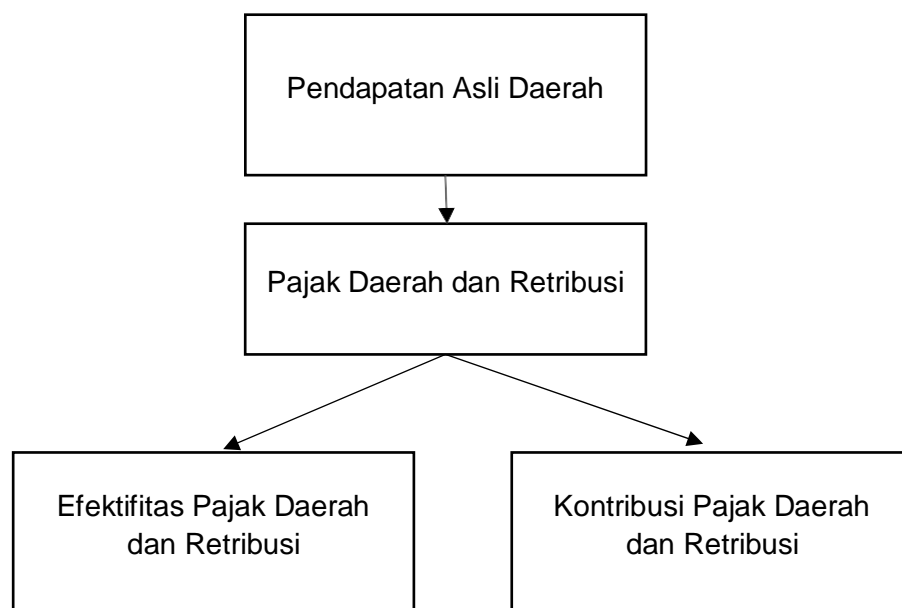 Pendapatan Asli Daerah
Pajak Daerah dan Retribusi
Efektifitas Pajak Daerah
dan Retribusi
Kontribusi Pajak Daerah
dan Retribusi